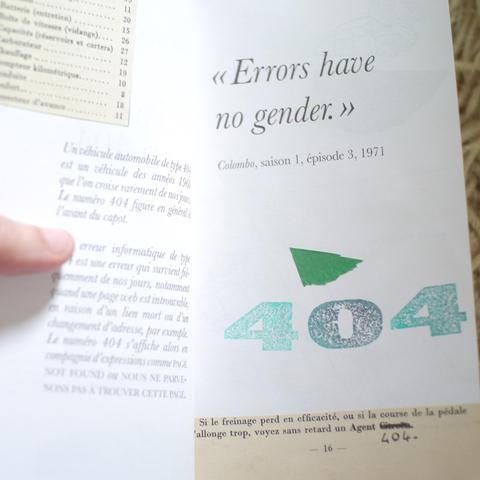 Batterie (entretien) 20
Boîte de vitesses (vidange). 15
Capacités (réservoirs et carters) 26
Carburateur 27
Chauffage 12
Compteur kilométrique. 19
Conduite 10
8
18
d'avance 11
Un véhicule automobile de type 404
est un véhicule des années 1960
que l'on croise rarement de nos jours.
Le numéro 404 figure en général à
l'avant du capot.
erreur informatique de type
est une erreur qui survient fré-
quemment de nos jours, notamment
quand une page web est introuvable,
en raison d'un lien mort ou d'un
changement d'adresse, par exemple.
Le numéro 404 s'affiche alors en
compagnie d'expressions comme PAGE
NOT FOUND ou NOUS NE PARVE-
NONS PAS À TROUVER CETTE PAGE.
« Errors have
no gender. »
Colombo, saison 1, épisode 3, 1971
404
Si le freinage perd en efficacité, ou si la course de la pédale
s'allonge trop, voyez sans retard un Agent Citroën.
404.
— 16 —